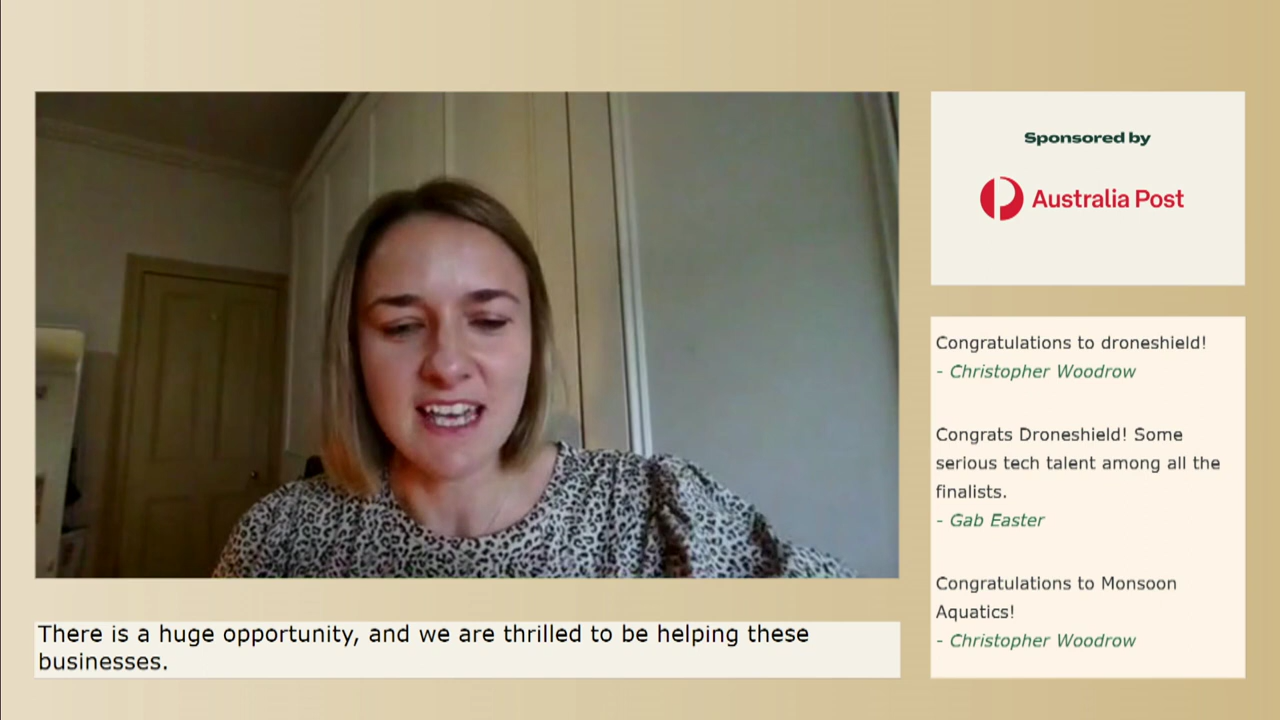 Sponsored by
Australia Post
Congratulations to droneshield!
- Christopher Woodrow
Congrats Droneshield! Some
serious tech talent among all the
finalists.
- Gab Easter
Congratulations to Monsoon
Aquatics!
- Christopher Woodrow
There is a huge opportunity, and we are thrilled to be helping these
businesses.